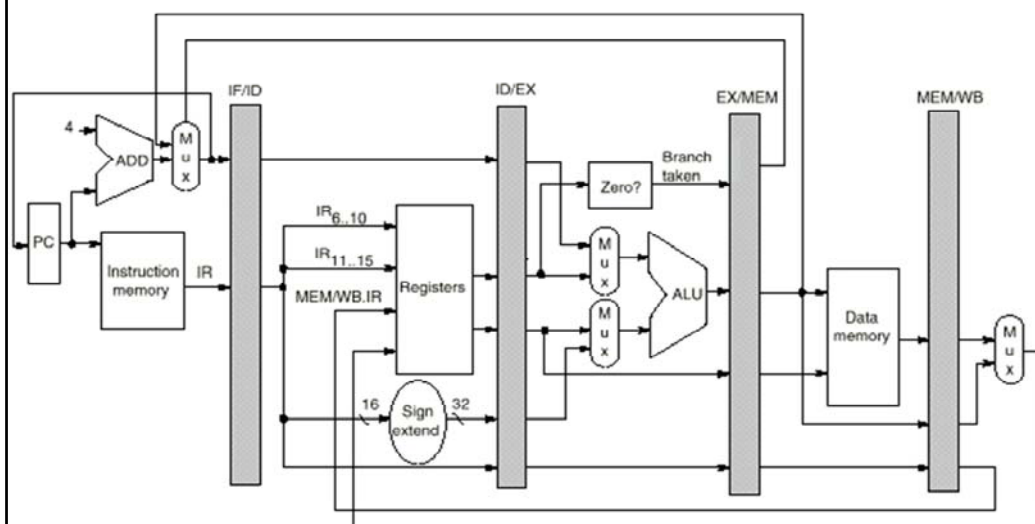 IF/ID
ID/EX
EX/MEM
MEM/WB
4
ADD
M
u
x
Branch
taken
Zero?
PC
Instruction
memory
IR
IR6..10
IR11..15
MEM/WB.IR
Registers
M
u
x
M
u
x
ALU
Data
memory
M
u
x
16
Sign
extend
32